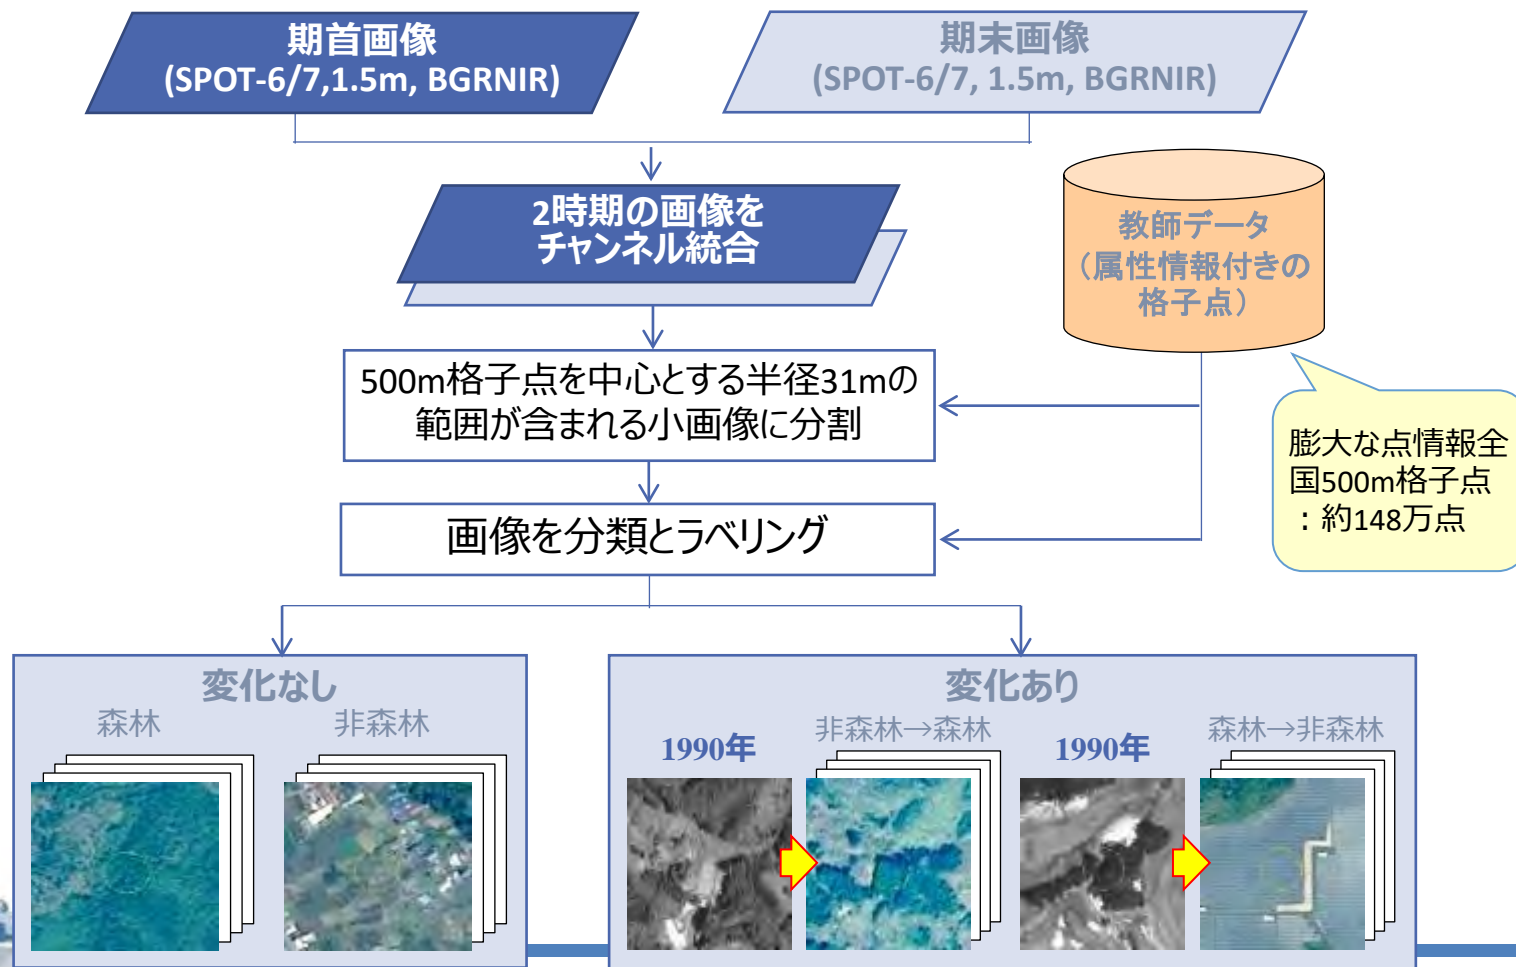 期首画像
(SPOT-6/7,1.5m, BGRNIR)
期末画像
(SPOT-6/7, 1.5m, BGRNIR)
2時期の画像を
チャンネル統合
教師データ
（属性情報付きの
格子点）
500m格子点を中心とする半径31mの
範囲が含まれる小画像に分割
膨大な点情報全
国500m格子点
：約148万点
画像を分類とラベリング
変化なし
森林
非森林
変化あり
1990年
非森林→森林
1990年
森林→非森林